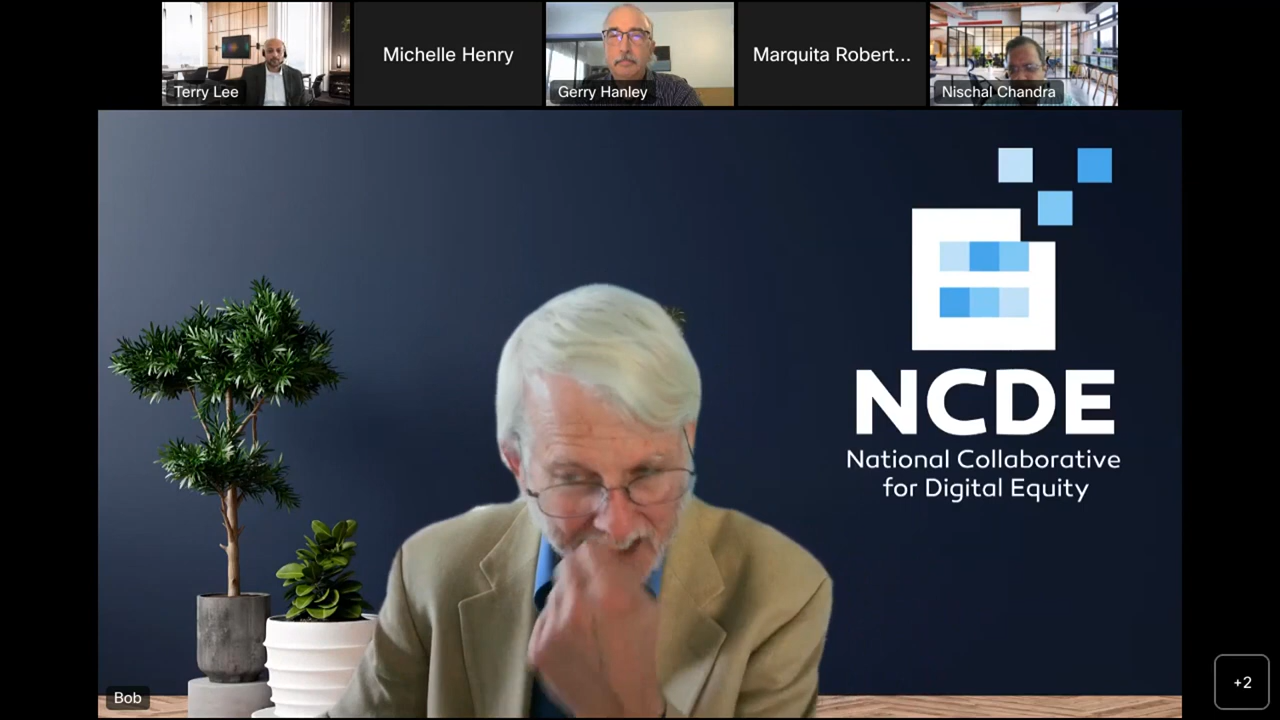 Terry Lee
Michelle Henry
Gerry Hanley
Marquita Robert...
Nischal Chandra
NCDE
National Collaborative
for Digital Equity
Bob
+2